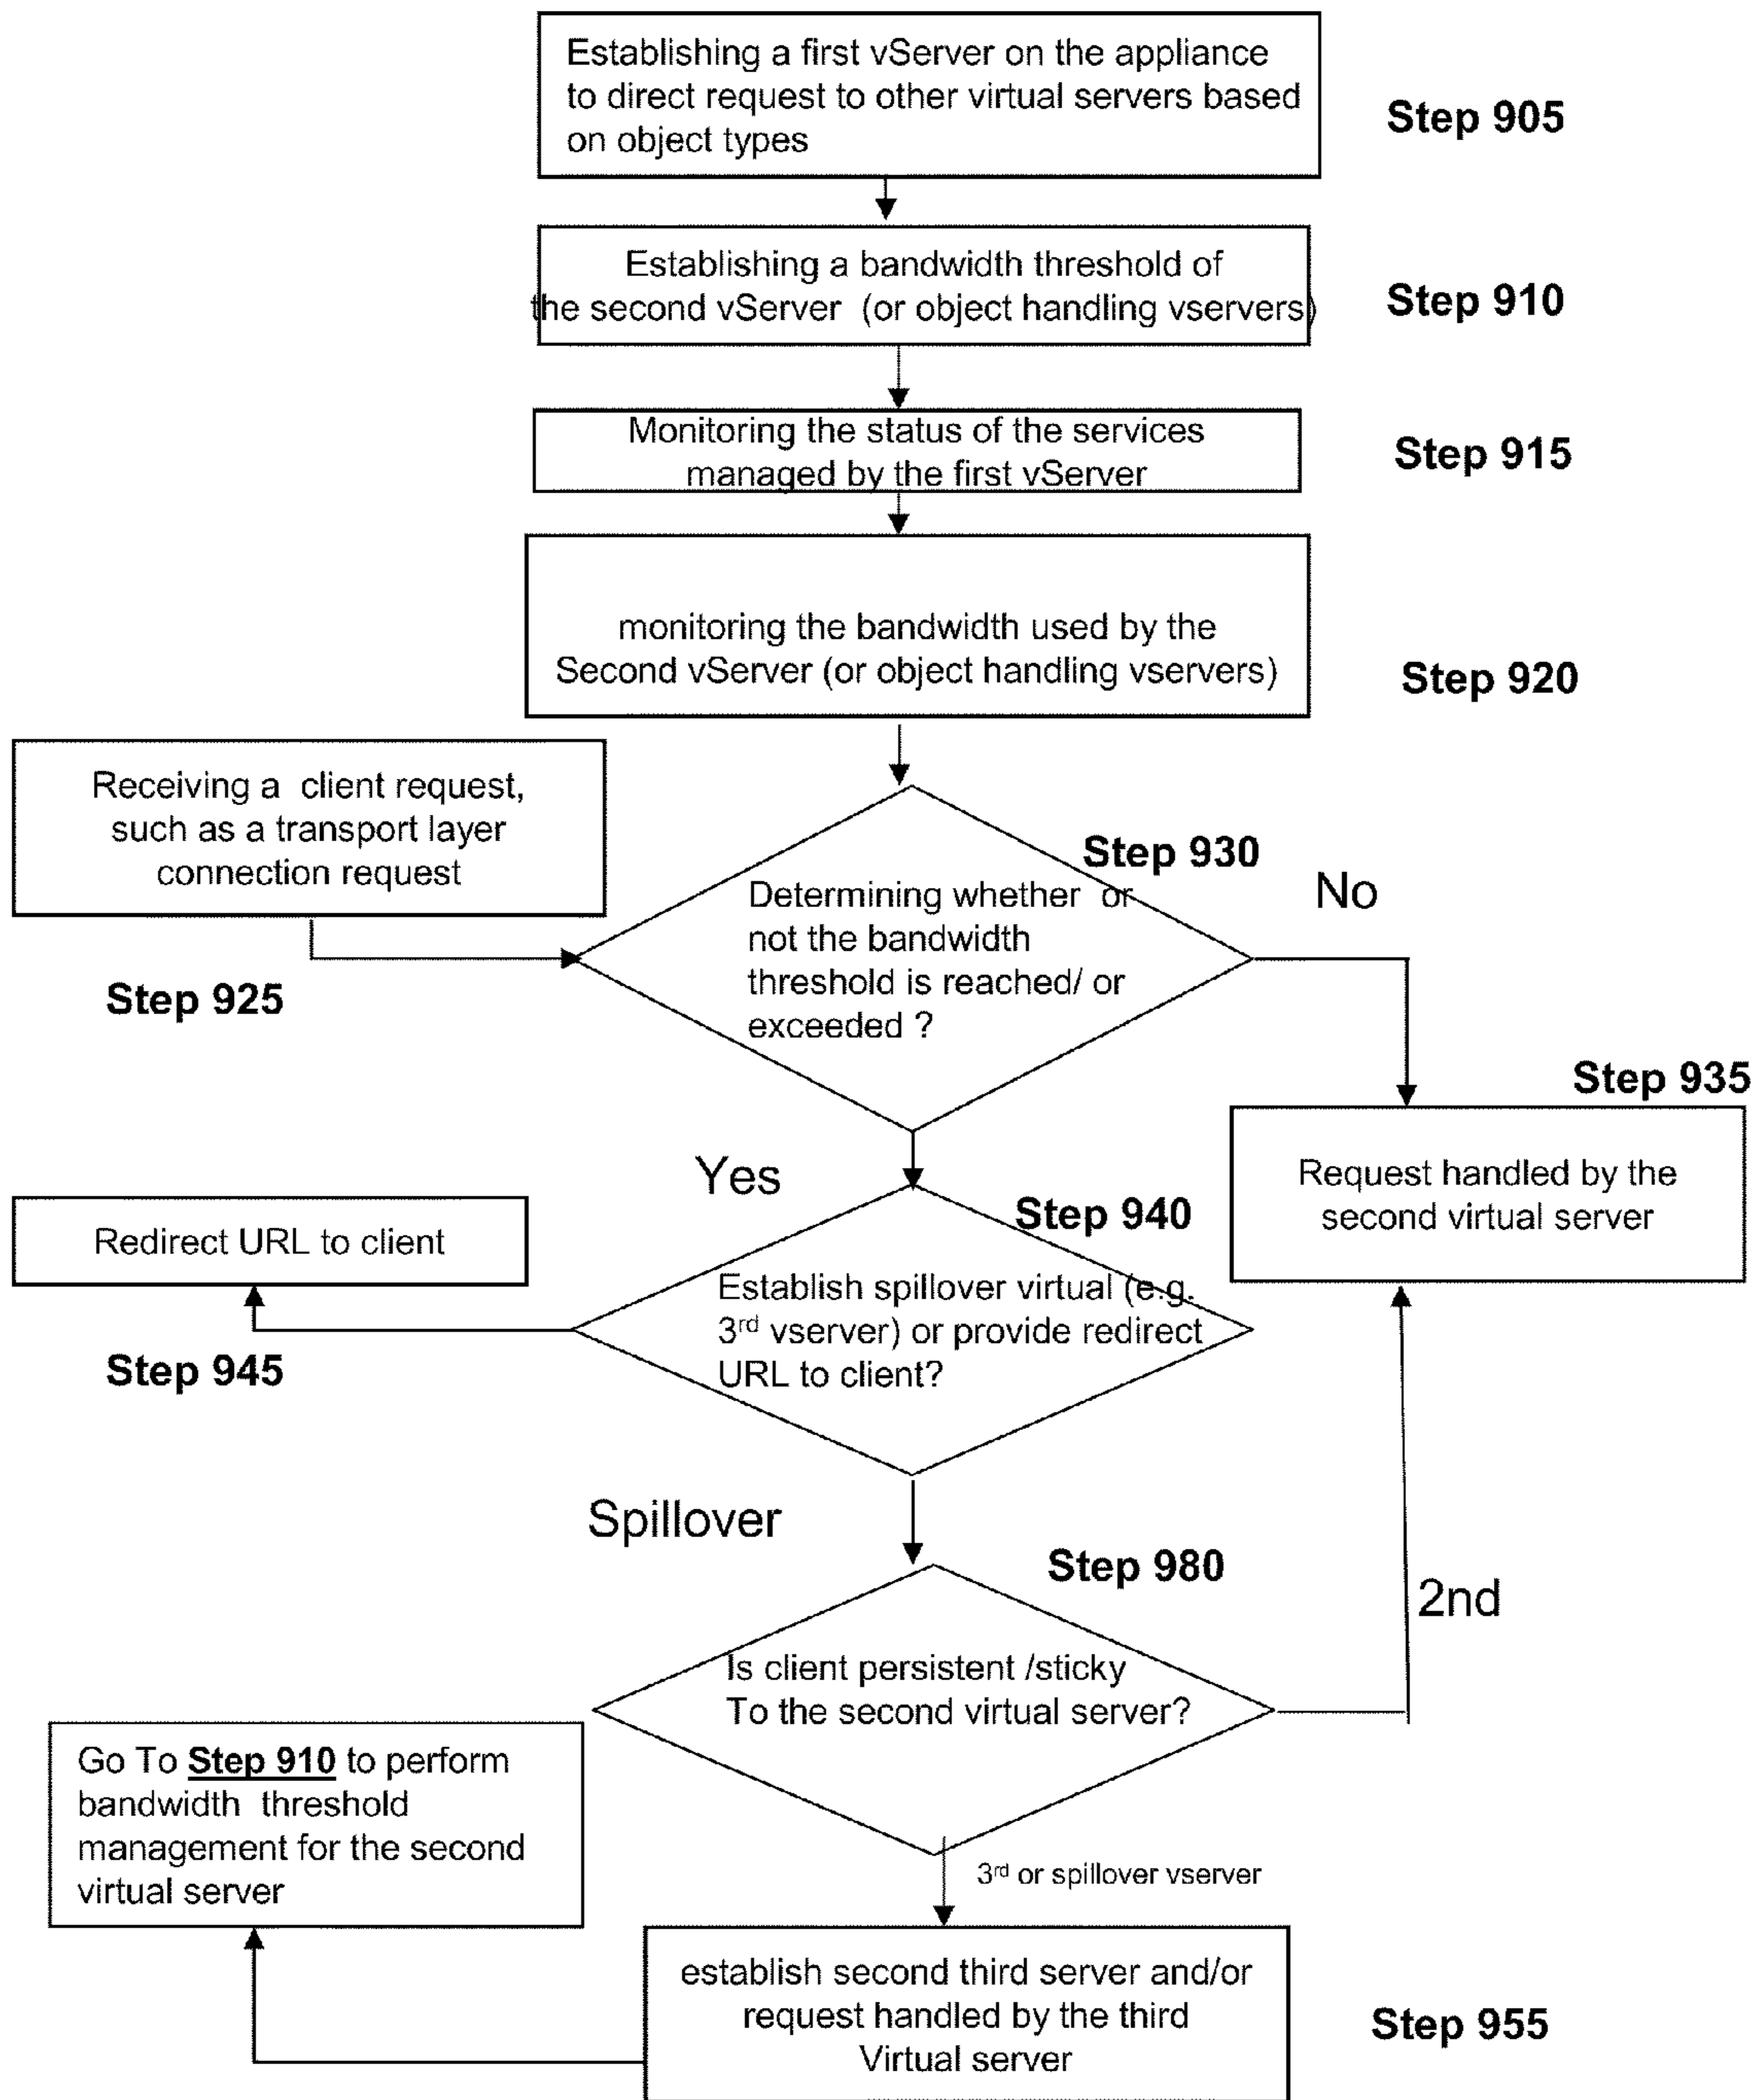 Establishing a first vServer on the appliance
to direct request to other virtual servers based
on object types
Step 905
Establishing a bandwidth threshold of
the second vServer (or object handling vservers)
Step 910
Monitoring the status of the services
managed by the first vServer
Step 915
monitoring the bandwidth used by the
Second vServer (or object handling vservers)
Step 920
Receiving a client request,
such as a transport layer
connection request
Step 925
Step 930
Determining whether or
not the bandwidth
threshold is reached/ or
exceeded ?
No
Step 935
Request handled by the
second virtual server
Yes
Step 940
Establish spillover virtual (e.g.
3rd vserver) or provide redirect
URL to client?
Redirect URL to client
Step 945
Spillover
Step 980
Is client persistent /sticky
To the second virtual server?
2nd
Go To Step 910 to perform
bandwidth threshold
management for the second
virtual server
3rd or spillover vserver
establish second third server and/or
request handled by the third
Virtual server
Step 955